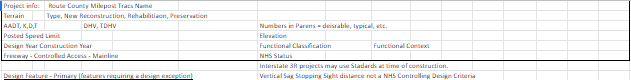 Project info: Route County Milepost Tracs Name
Terrain Type, New Reconstruction, Rehabilitiaon, Preservation
AADT, K,D,T DHV, TDHV Numbers in Parens = deisrable, typical, etc.
Posted Speed Limit Elevation
Design Year Construction Year Functional Classification Functional Context
Freeway - Controlled Access - Mainline NHS Status
Interstate 3R projects may use Stadards at time of construction.
Design Feature - Primary (features requiring a design exception) Vertical Sag Stopping Sight distance not a NHS Controlling Design Criteria